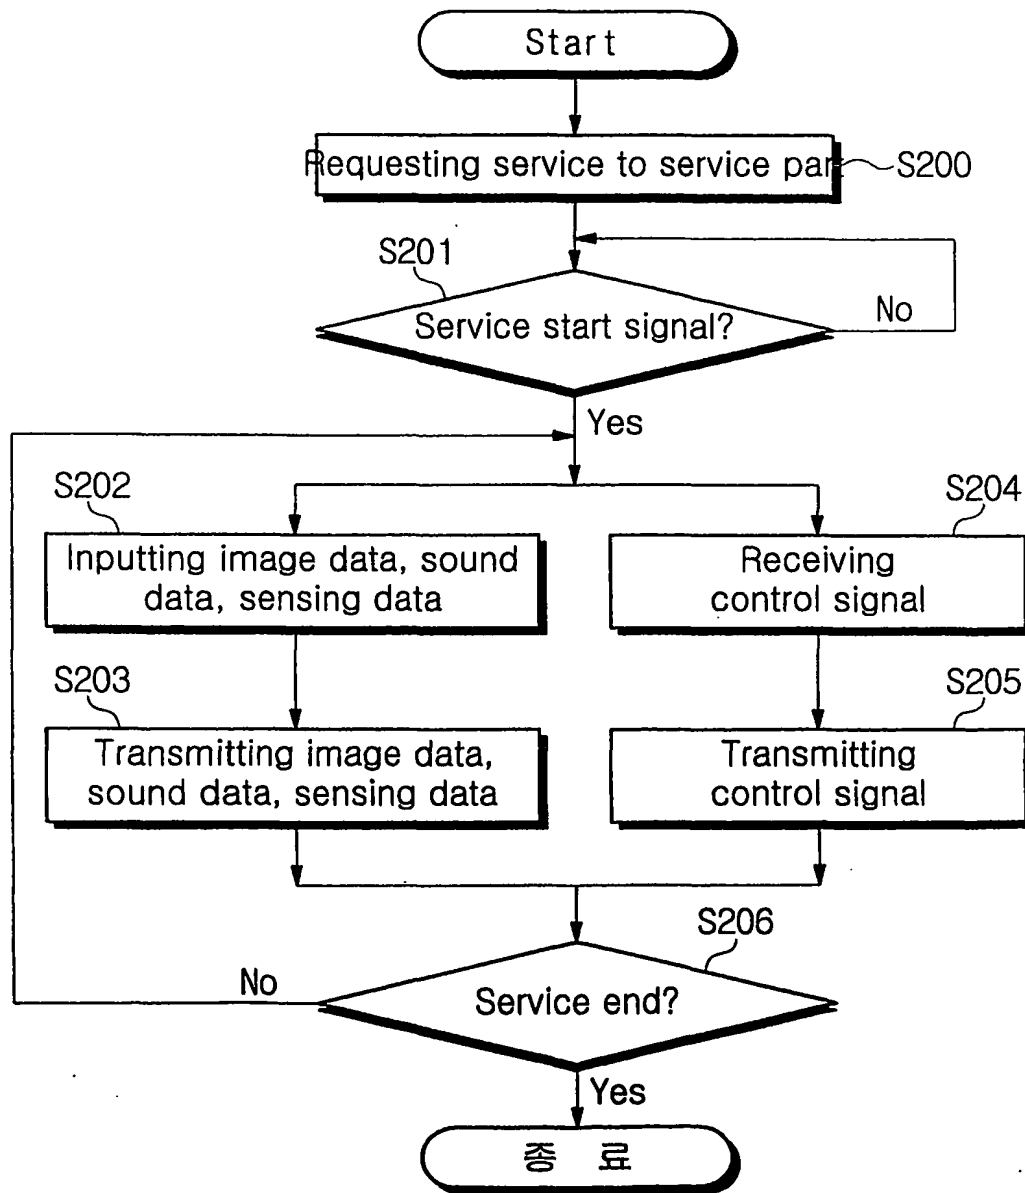 Start
Requesting service to service part
S200
S201
Service start signal?
No
Yes
S202
Inputting image data, sound
data, sensing data
S204
Receiving
control signal
S203
Transmitting image data,
sound data, sensing data
S205
Transmitting
control signal
S206
Service end?
No
Yes
종 료